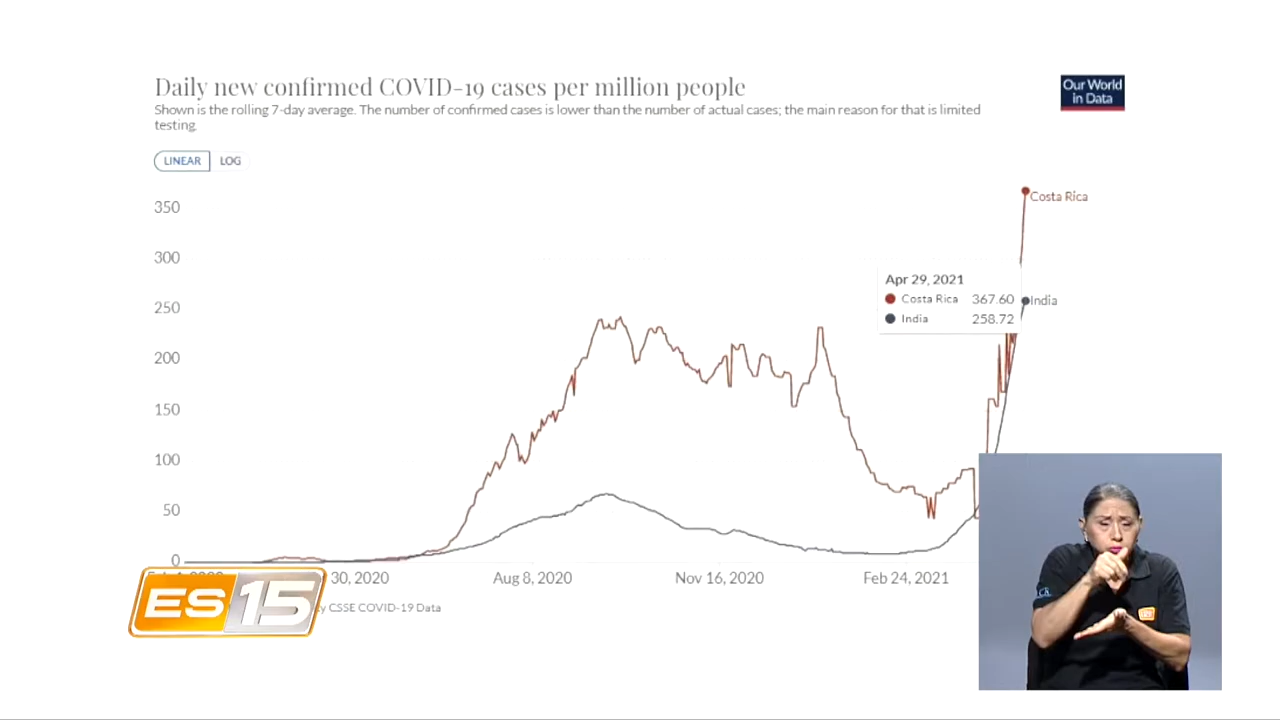 Daily new confirmed COVID-19 cases per million people
Shown is the rolling 7-day average. The number of confirmed cases is lower than the number of actual cases; the main reason for that is limited
testing.
Our World
in Data
LINEAR LOG
350
Costa Rica
300
Apr 29, 2021
Costa Rica 367.60
India 258.72
India
250
200
150
100
50
0
30, 2020 Aug 8, 2020 Nov 16, 2020 Feb 24, 2021
CSSE COVID-19 Data
ES 15